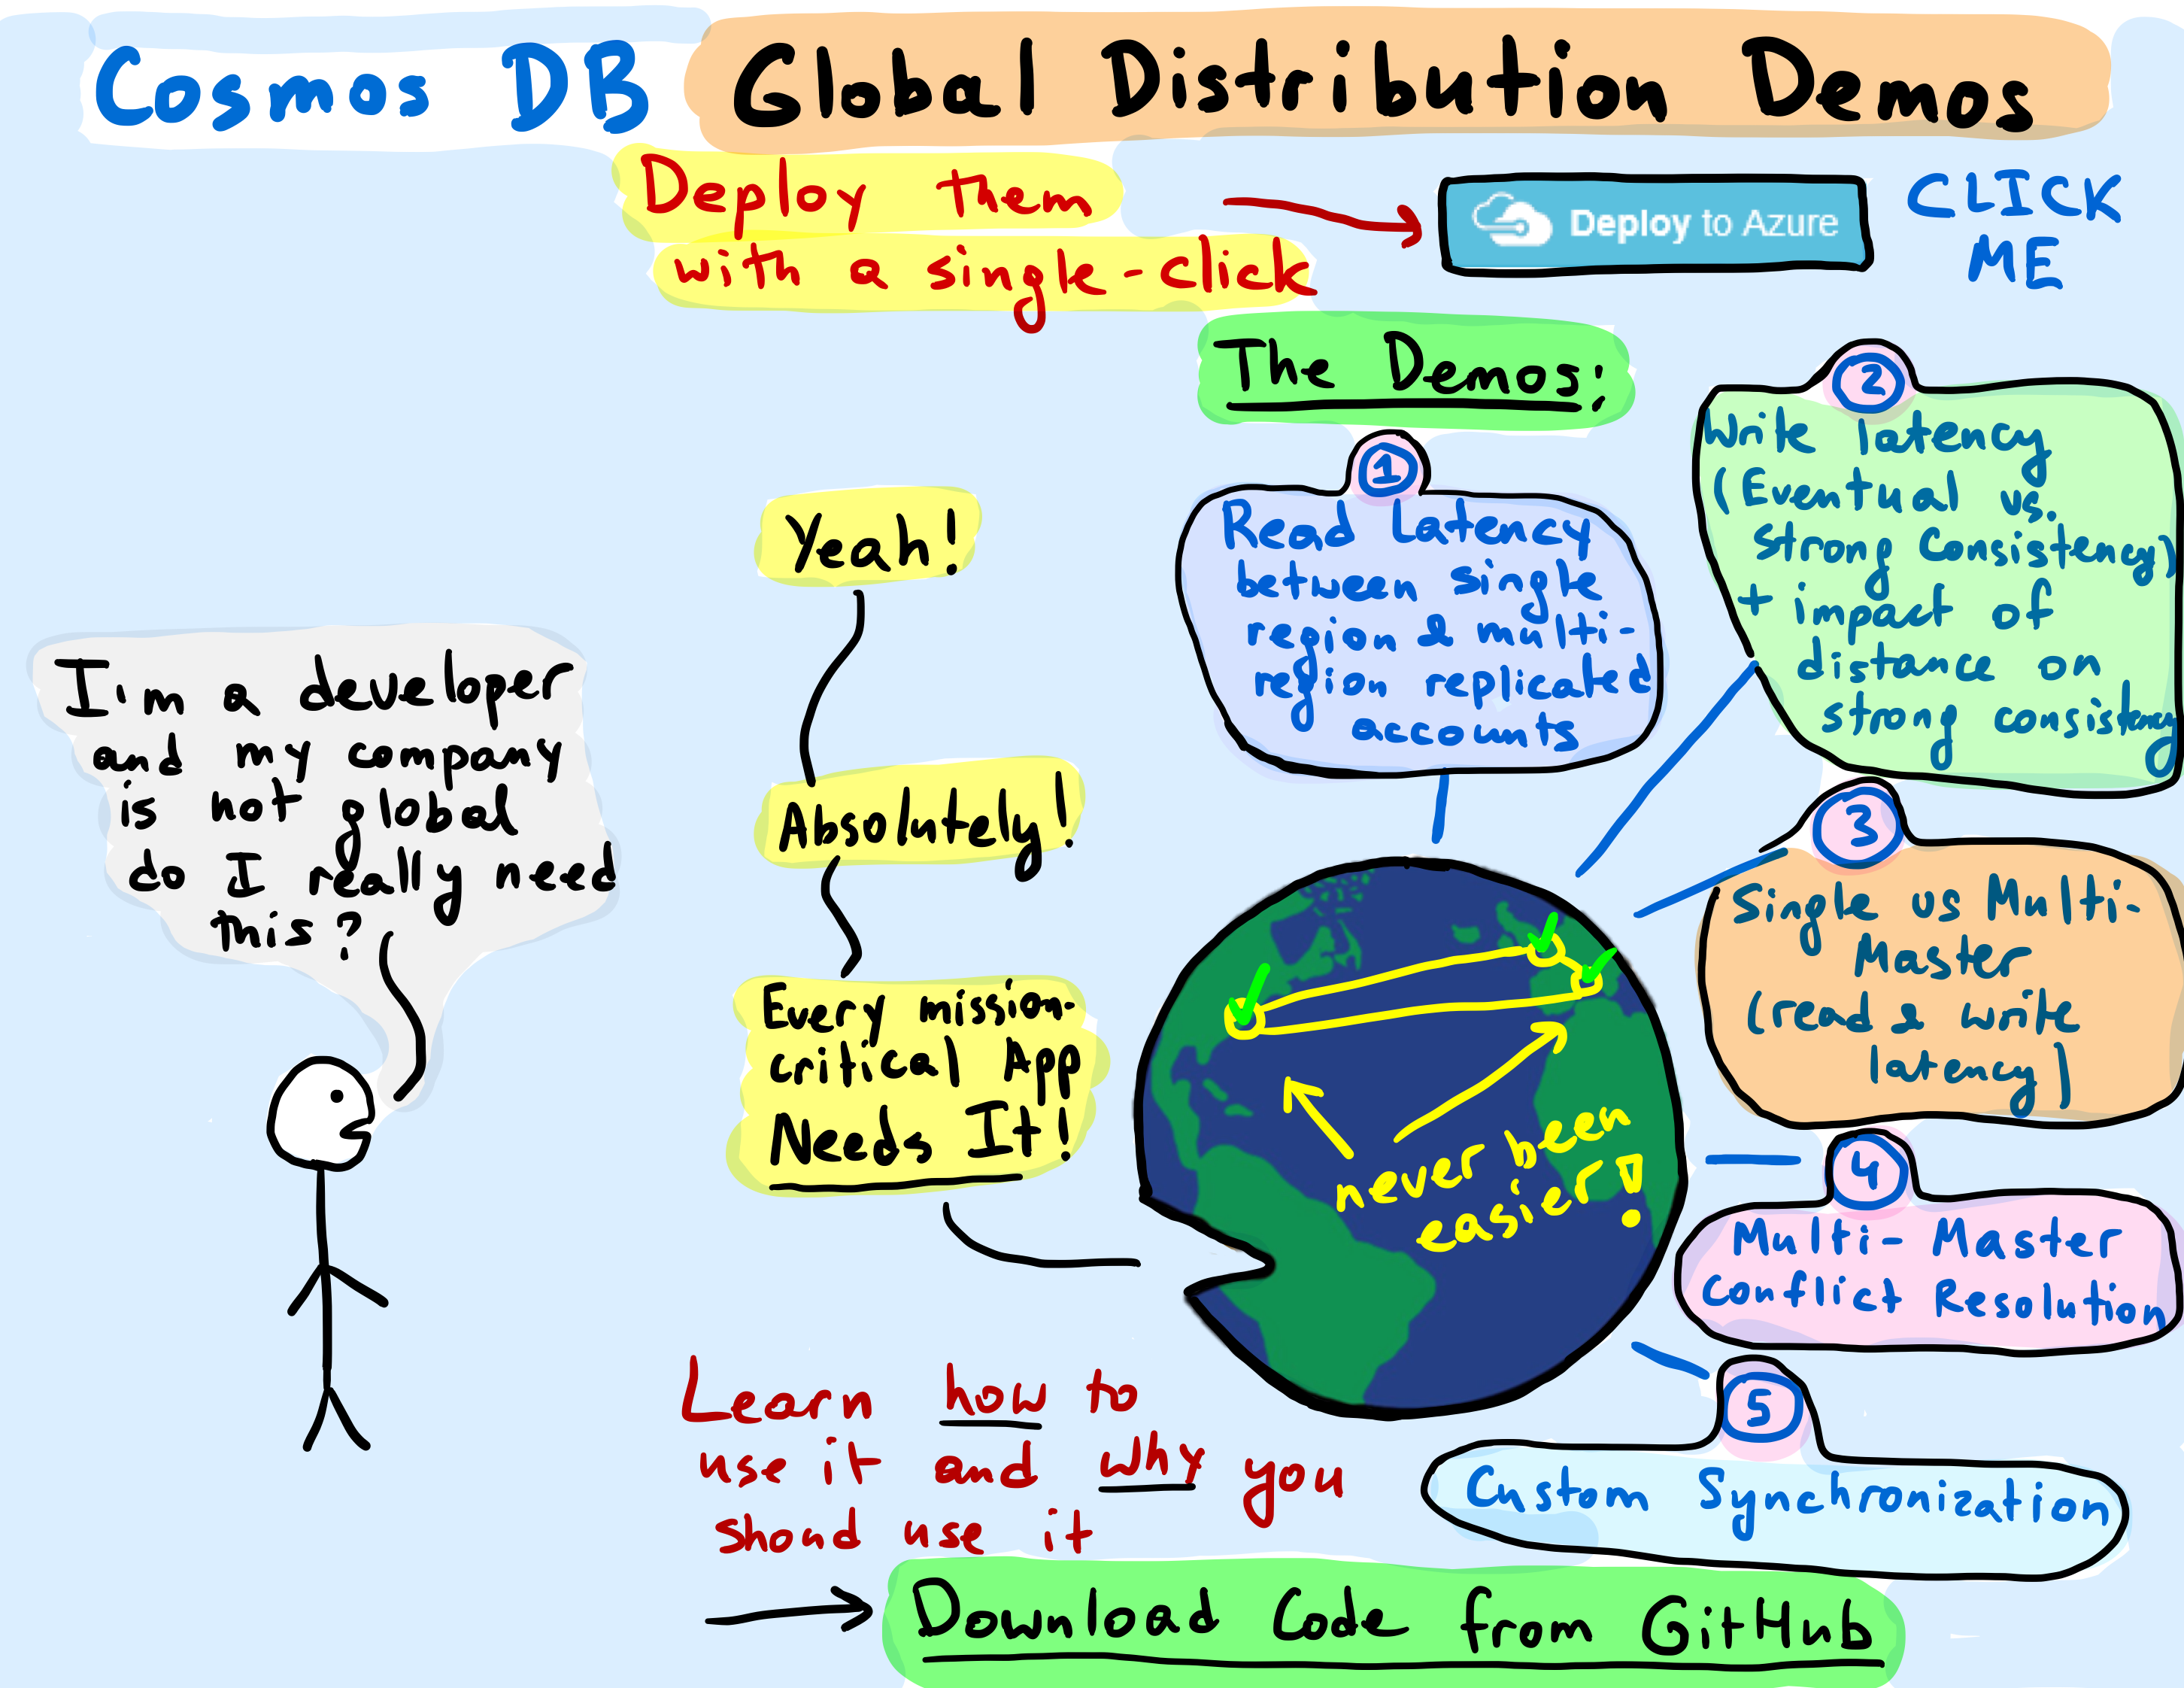 Cosmos DB Global Distribution Demos
Deploy them
with a single-click
Deploy to Azure
CLICK
ME
The Demos:
1
Read Latency
between single
region & multi-
region replicated
accounts
2
Write latency
(Eventual vs.
Strong Consistency)
+ impact of
distance on
strong consistency
3
Single vs Multi-
Master
(read & write
latency)
4
Multi-Master
Conflict Resolution
5
Custom Synchronization
I'm a developer
and my company
is not global
do I really need
this?
Yeah!
Absolutely!
Every mission-
critical App
Needs It!
never been
easier!
Learn how to
use it and why you
shoud use it
Download Code from GitHub